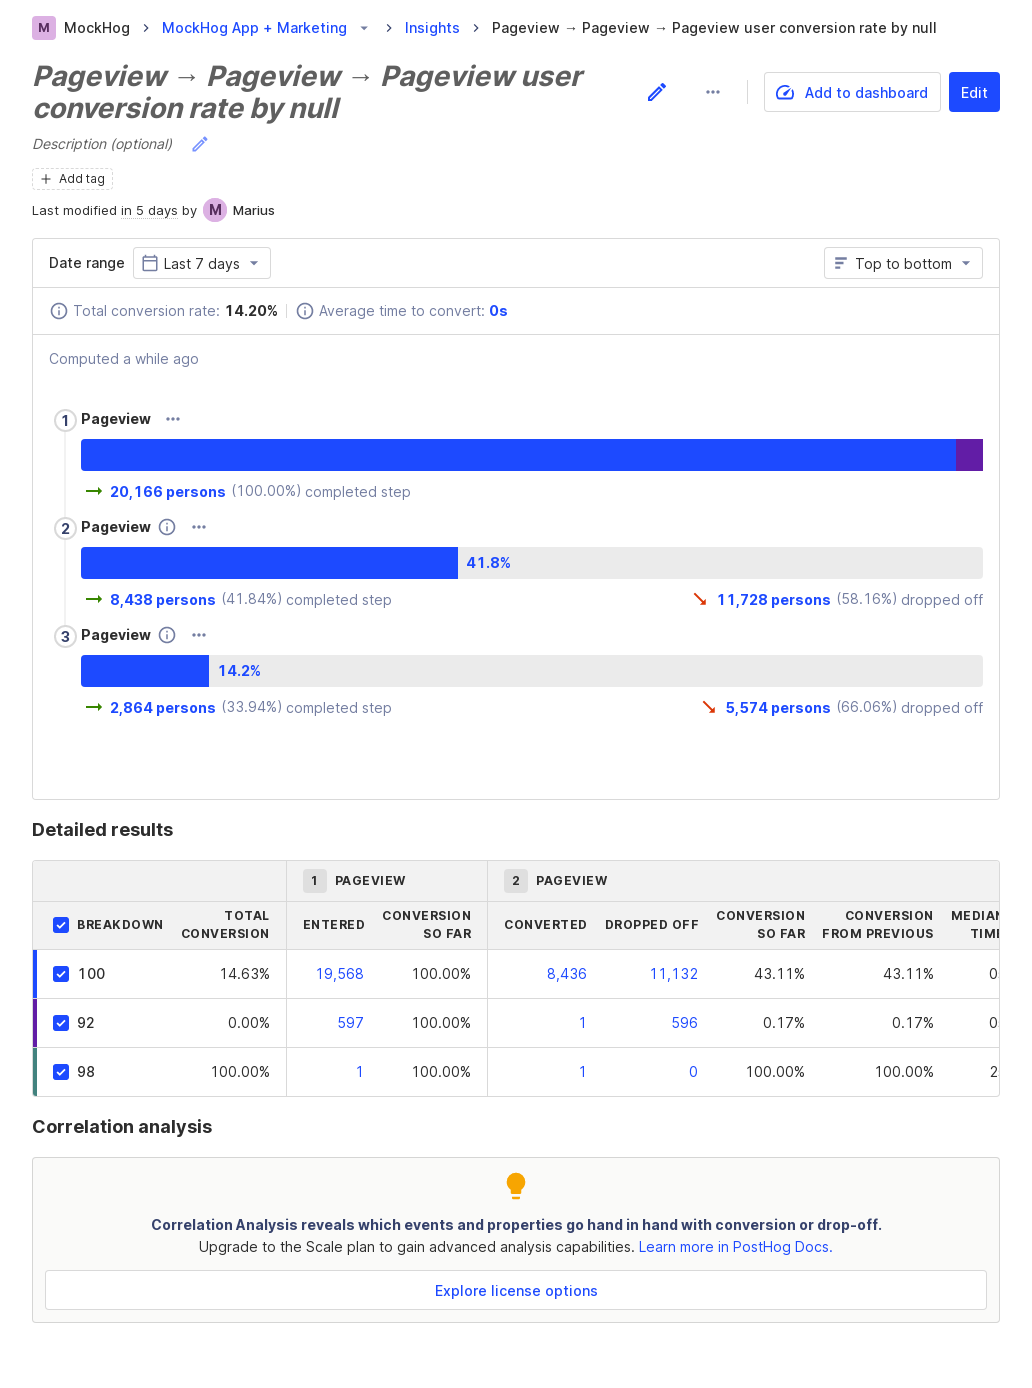 M MockHog > MockHog App + Marketing > Insights > Pageview → Pageview → Pageview user conversion rate by null
Pageview → Pageview → Pageview user
conversion rate by null
Add to dashboard
Edit
Description (optional)
+ Add tag
Last modified in 5 days by M Marius
Date range Last 7 days Top to bottom
Total conversion rate: 14.20% Average time to convert: 0s
Computed a while ago
1 Pageview
→ 20,166 persons (100.00%) completed step
2 Pageview
41.8%
→ 8,438 persons (41.84%) completed step ↘ 11,728 persons (58.16%) dropped off
3 Pageview
14.2%
→ 2,864 persons (33.94%) completed step ↘ 5,574 persons (66.06%) dropped off
Detailed results
1 PAGEVIEW 2 PAGEVIEW
BREAKDOWN TOTAL CONVERSION ENTERED CONVERSION SO FAR CONVERTED DROPPED OFF CONVERSION SO FAR CONVERSION FROM PREVIOUS MEDIAN
100 14.63% 19,568 100.00% 8,436 11,132 43.11% 43.11%
92 0.00% 597 100.00% 1 596 0.17% 0.17%
98 100.00% 1 100.00% 1 0 100.00% 100.00%
Correlation analysis
Correlation Analysis reveals which events and properties go hand in hand with conversion or drop-off.
Upgrade to the Scale plan to gain advanced analysis capabilities. Learn more in PostHog Docs.
Explore license options